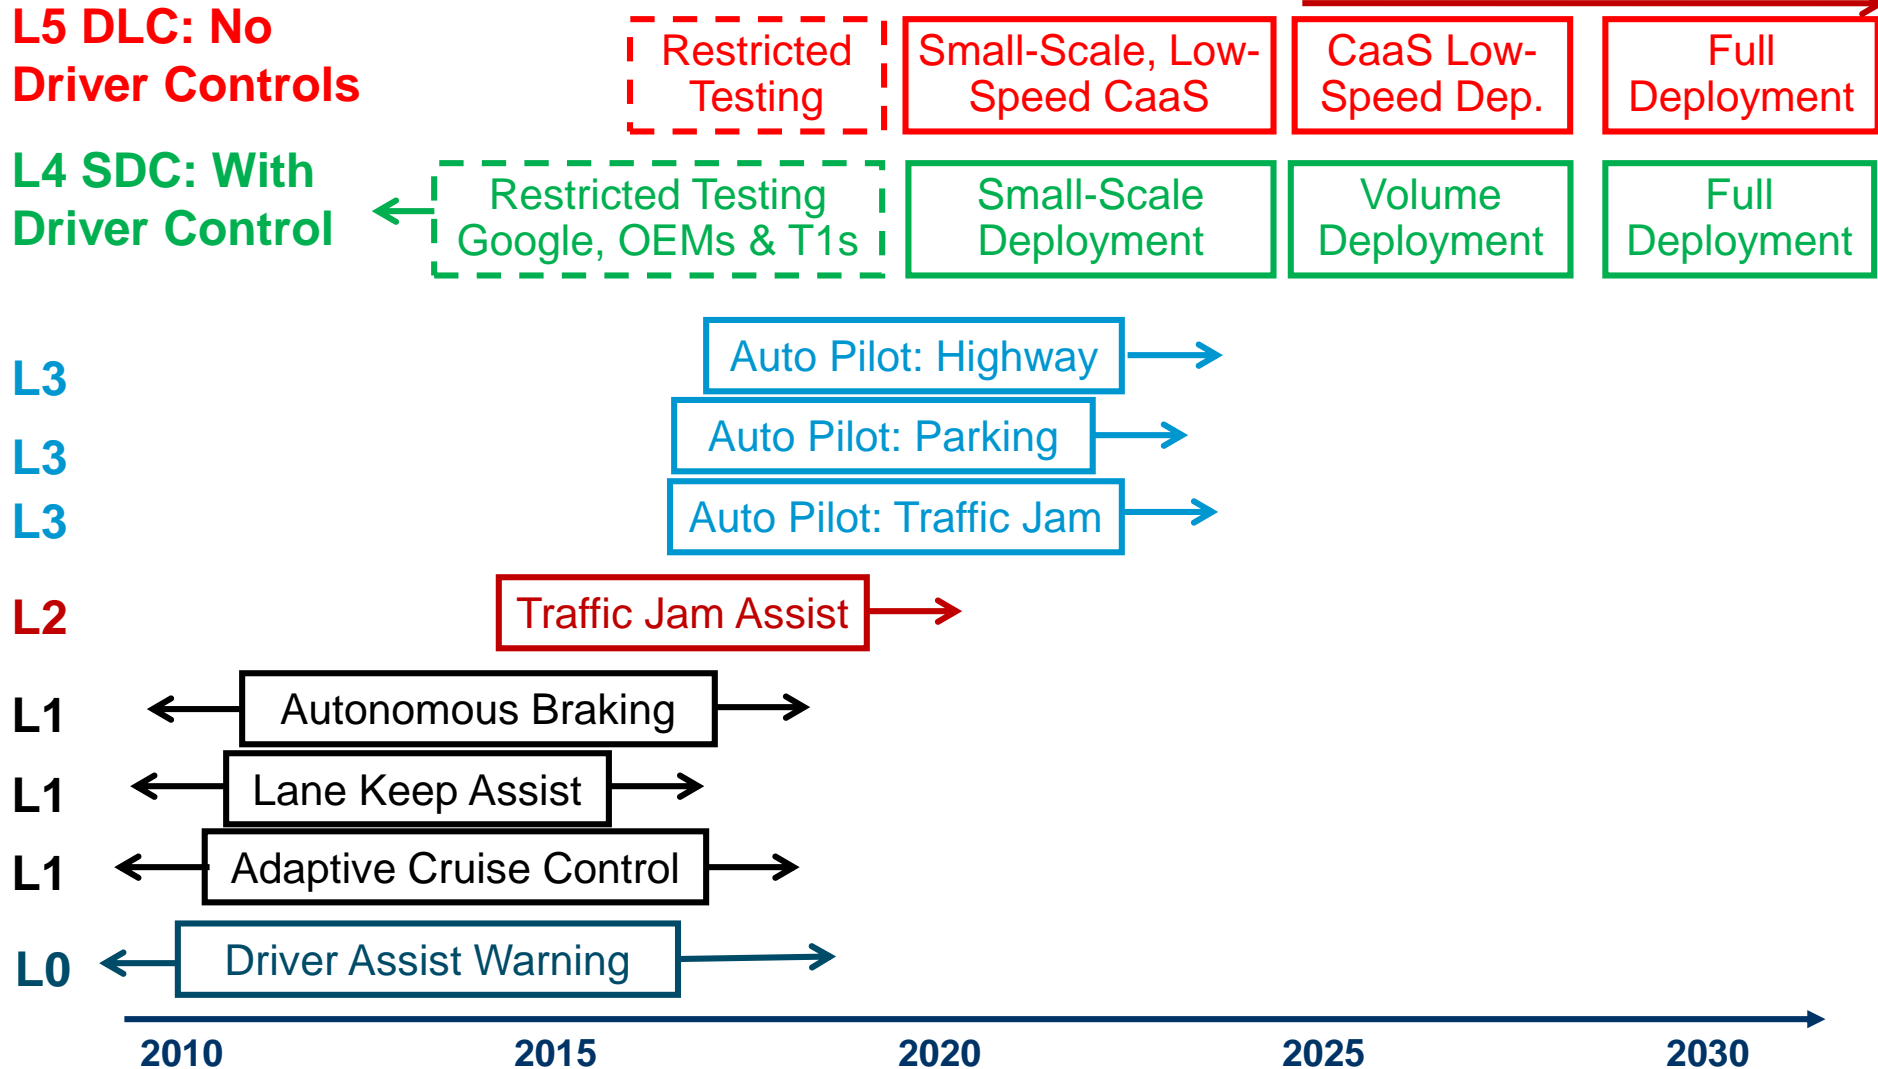 L5 DLC: No
Driver Controls
Restricted
Testing
Small-Scale, Low-
Speed CaaS
CaaS Low-
Speed Dep.
Full
Deployment
L4 SDC: With
Driver Control
Restricted Testing
Google, OEMs & T1s
Small-Scale
Deployment
Volume
Deployment
Full
Deployment
L3
Auto Pilot: Highway
L3
Auto Pilot: Parking
L3
Auto Pilot: Traffic Jam
L2
Traffic Jam Assist
L1
Autonomous Braking
L1
Lane Keep Assist
L1
Adaptive Cruise Control
L0
Driver Assist Warning
2010 2015 2020 2025 2030